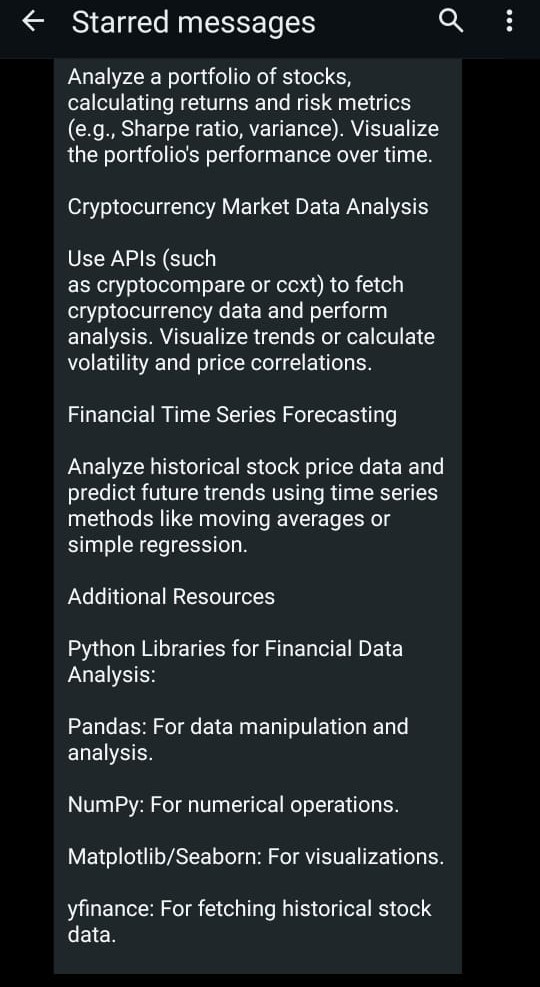 Starred messages
Analyze a portfolio of stocks,
calculating returns and risk metrics
(e.g., Sharpe ratio, variance). Visualize
the portfolio's performance over time.
Cryptocurrency Market Data Analysis
Use APIs (such
as cryptocompare or ccxt) to fetch
cryptocurrency data and perform
analysis. Visualize trends or calculate
volatility and price correlations.
Financial Time Series Forecasting
Analyze historical stock price data and
predict future trends using time series
methods like moving averages or
simple regression.
Additional Resources
Python Libraries for Financial Data
Analysis:
Pandas: For data manipulation and
analysis.
NumPy: For numerical operations.
Matplotlib/Seaborn: For visualizations.
yfinance: For fetching historical stock
data.